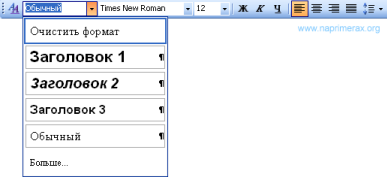 Обычный Times New Roman 12 Ж К Ч
www.naprimerax.org
Очистить формат
Заголовок 1 ¶
Заголовок 2 ¶
Заголовок 3 ¶
Обычный ¶
Больше...